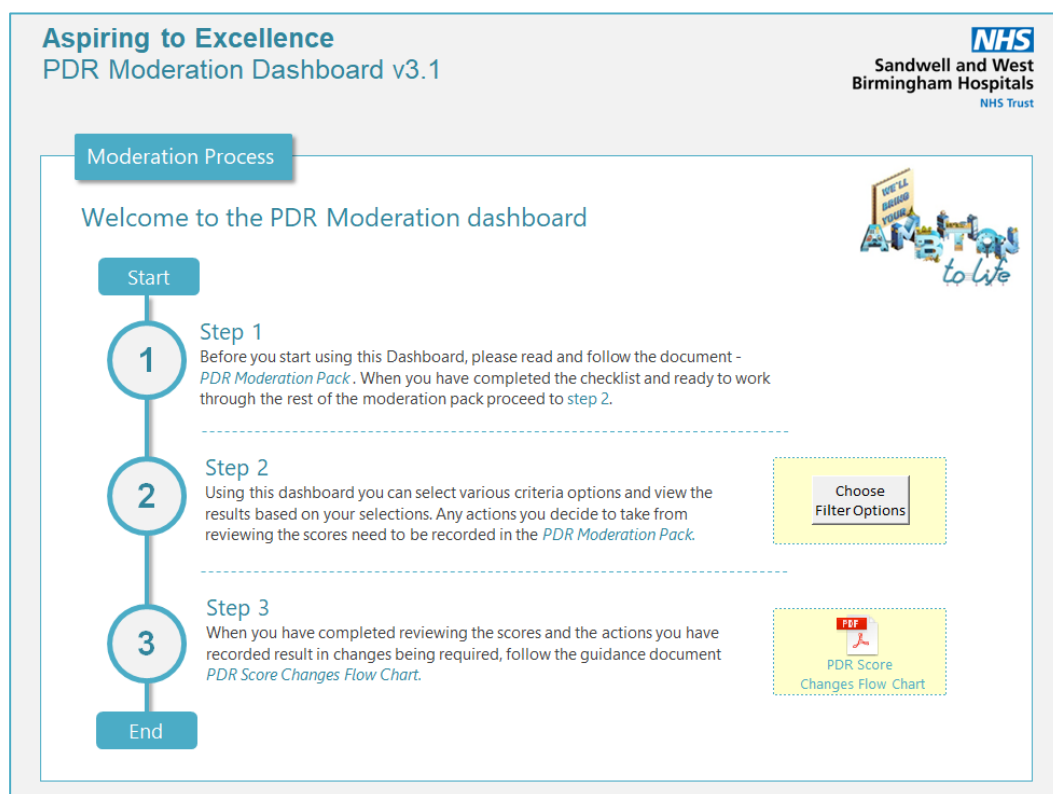 Aspiring to Excellence
PDR Moderation Dashboard v3.1
NHS
Sandwell and West
Birmingham Hospitals
NHS Trust
Moderation Process
WE'LL
BRING
YOUR
AMBITION
to life
Welcome to the PDR Moderation dashboard
Start
1
Step 1
Before you start using this Dashboard, please read and follow the document -
PDR Moderation Pack . When you have completed the checklist and ready to work
through the rest of the moderation pack proceed to step 2.
2
Step 2
Using this dashboard you can select various criteria options and view the
results based on your selections. Any actions you decide to take from
reviewing the scores need to be recorded in the PDR Moderation Pack.
Choose
Filter Options
3
Step 3
When you have completed reviewing the scores and the actions you have
recorded result in changes being required, follow the guidance document
PDR Score Changes Flow Chart.
PDF
PDR Score
Changes Flow Chart
End